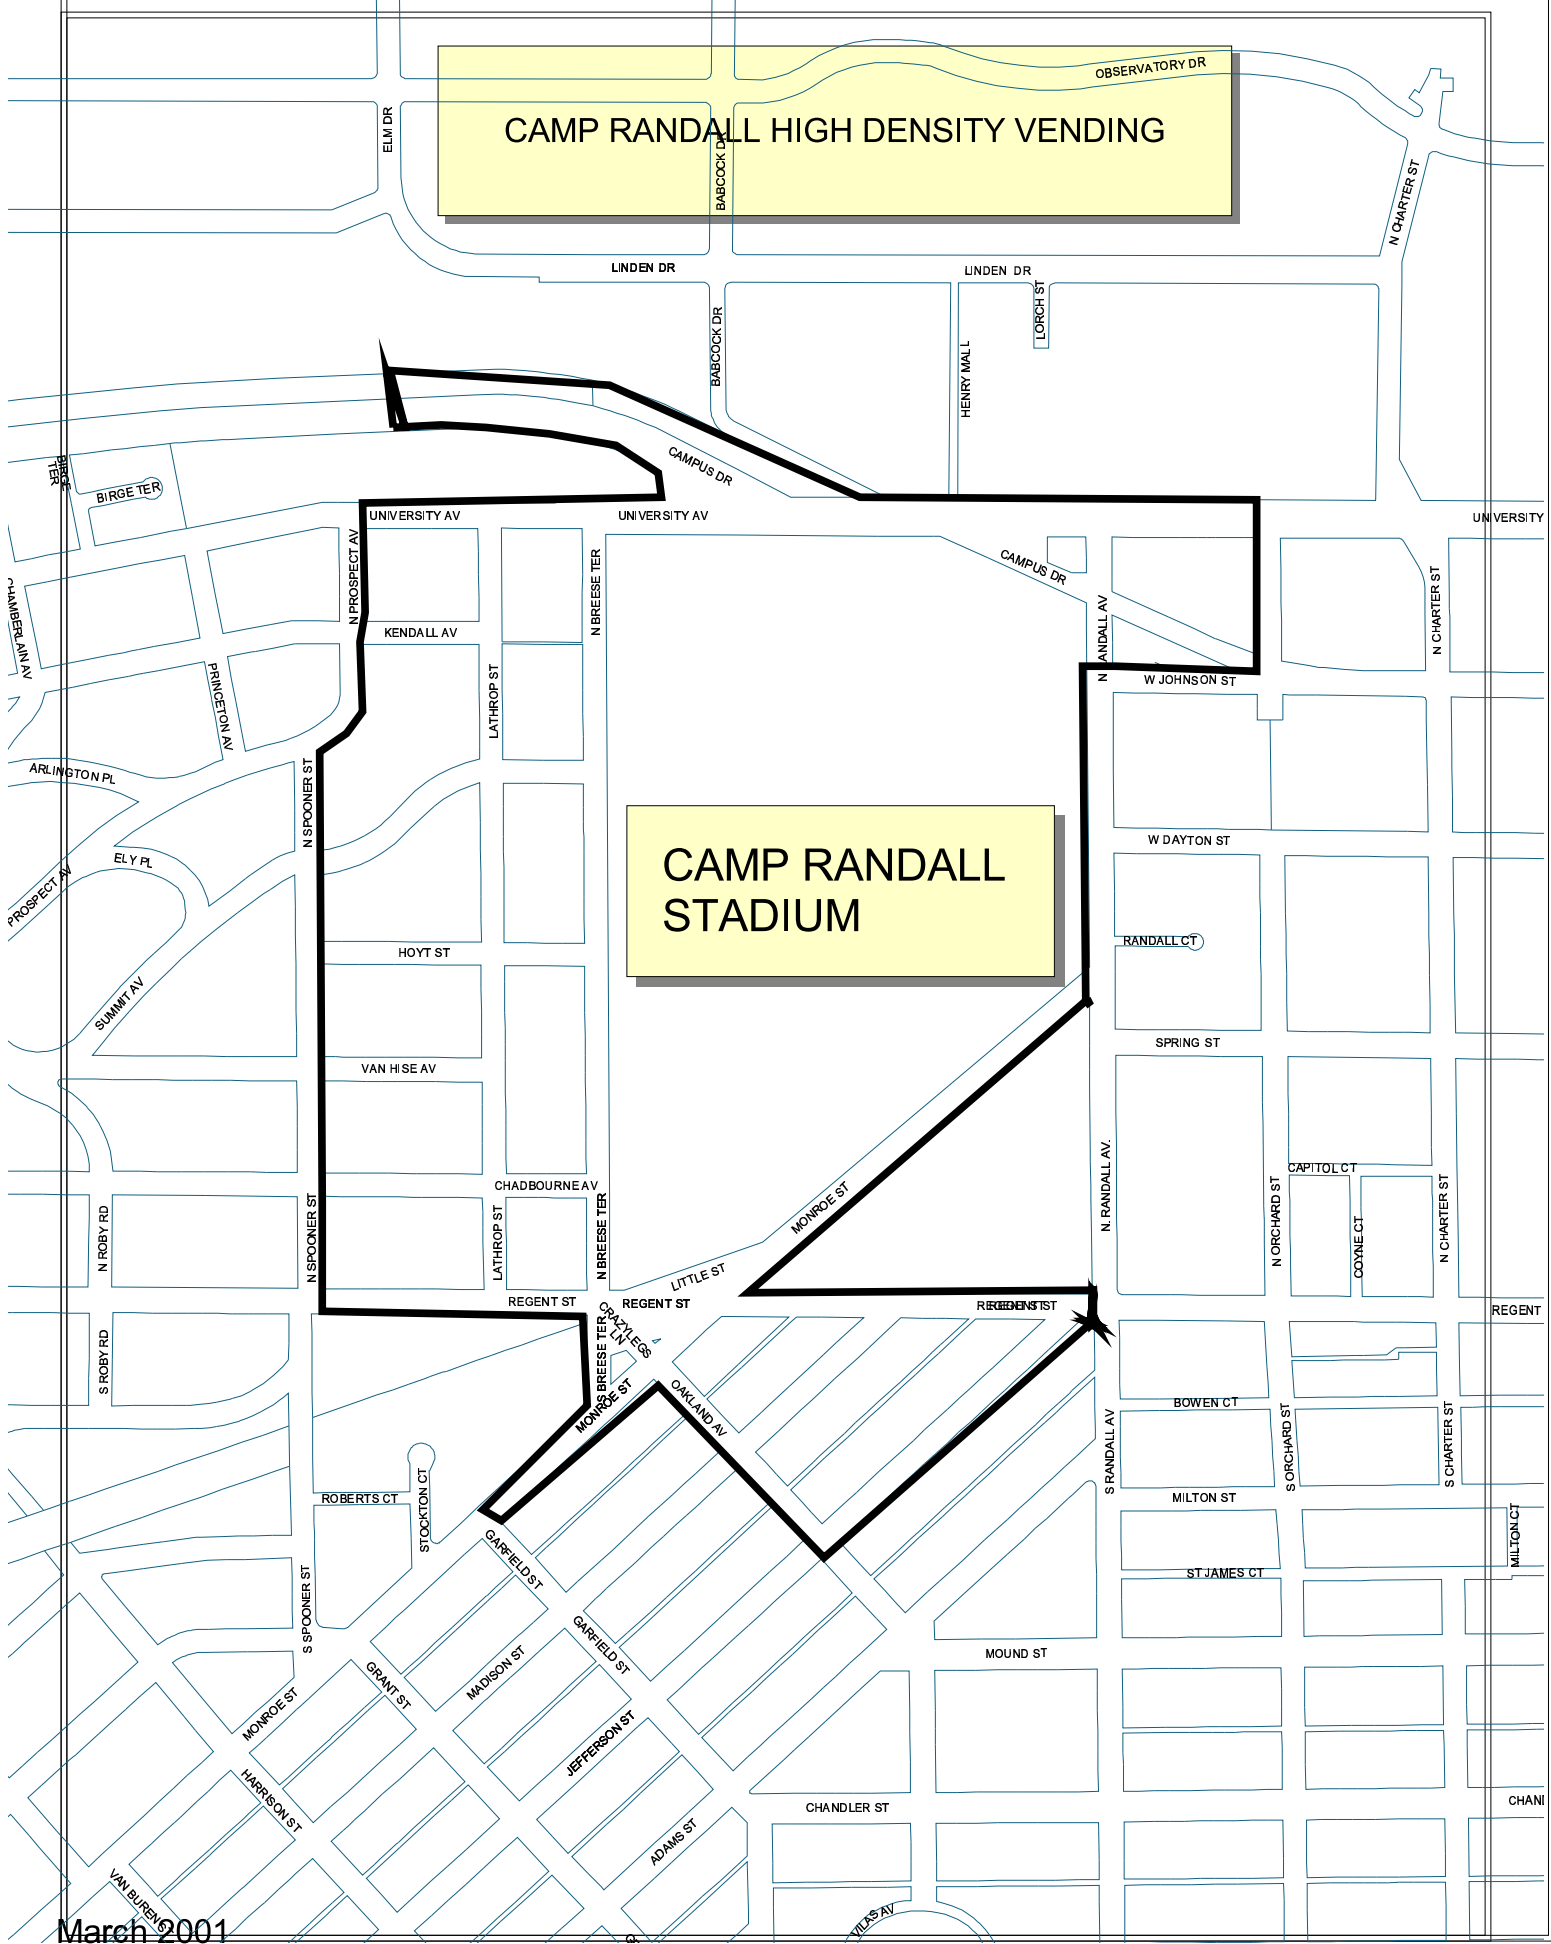 OBSERVATORY DR
ELM DR
CAMP RANDALL HIGH DENSITY VENDING
BABCOCK DR
N CHARTER ST
LINDEN DR
LINDEN DR
LORCH ST
BABCOCK DR
HENRY MALL
CAMPUS DR
BIRGE
TER
BIRGE TER
UNIVERSITY AV
UNIVERSITY AV
UNIVERSITY
N PROSPECT AV
N BREESE TER
CAMPUS DR
N CHARTER ST
CHAMBERLAIN AV
KENDALL AV
N RANDALL AV
PRINCETON AV
LATHROP ST
W JOHNSON ST
ARLINGTON PL
N SPOONER ST
W DAYTON ST
ELY PL
PROSPECT AV
CAMP RANDALL
STADIUM
RANDALL CT
HOYT ST
SUMMIT AV
SPRING ST
VAN HISE AV
CAPITOL CT
CHADBOURNE AV
N. RANDALL AV.
MONROE ST
N ROBY RD
N SPOONER ST
LATHROP ST
N BREESE TER
N ORCHARD ST
COYNE CT
N CHARTER ST
LITTLE ST
REGENT ST
REGENT ST
REGENT ST
REGENT ST
REGENT
CRAZYLEGS
LN
S ROBY RD
S BREESE TER
MONROE ST
OAKLAND AV
BOWEN CT
S RANDALL AV
S ORCHARD ST
S CHARTER ST
ROBERTS CT
STOCKTON CT
MILTON ST
MILTON CT
GARFIELD ST
ST JAMES CT
S SPOONER ST
GARFIELD ST
MOUND ST
MADISON ST
GRANT ST
MONROE ST
JEFFERSON ST
HARRISON ST
CHANDLER ST
CHAN
ADAMS ST
VAN BUREN ST
VILAS AV
March 2001